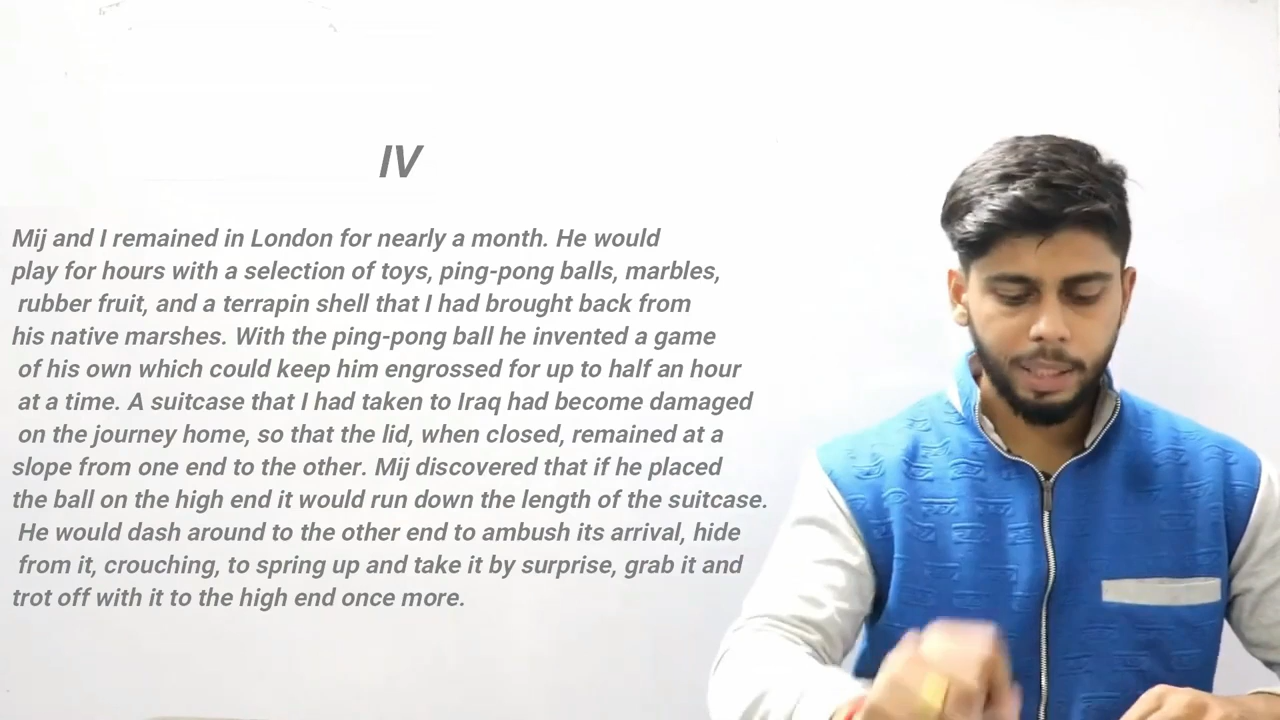 IV
Mij and I remained in London for nearly a month. He would
play for hours with a selection of toys, ping-pong balls, marbles,
rubber fruit, and a terrapin shell that I had brought back from
his native marshes. With the ping-pong ball he invented a game
of his own which could keep him engrossed for up to half an hour
at a time. A suitcase that I had taken to Iraq had become damaged
on the journey home, so that the lid, when closed, remained at a
slope from one end to the other. Mij discovered that if he placed
the ball on the high end it would run down the length of the suitcase.
He would dash around to the other end to ambush its arrival, hide
from it, crouching, to spring up and take it by surprise, grab it and
trot off with it to the high end once more.